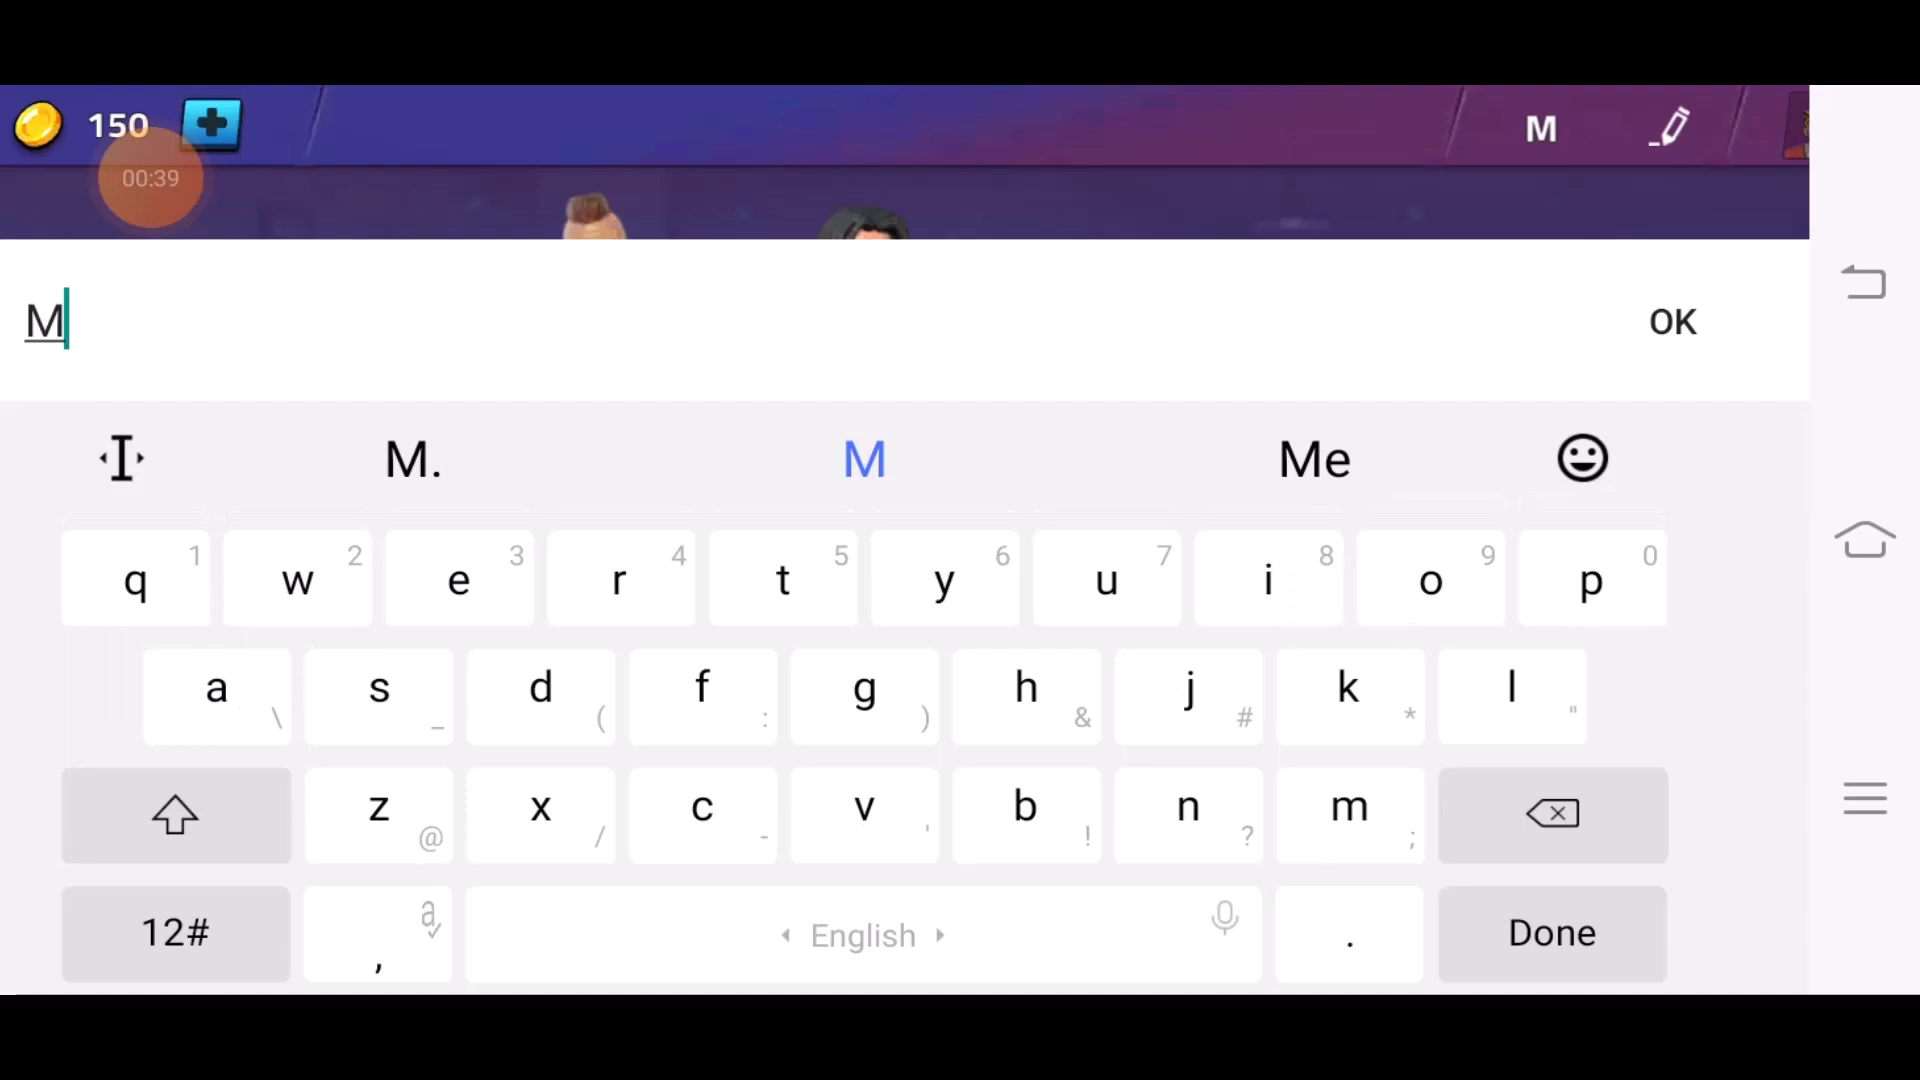 150 M
00:39
M OK
M. M Me
q 1 w 2 e 3 r 4 t 5 y 6 u 7 i 8 o 9 p 0
a \ s _ d ( f : g ) h & j # k * l "
z @ x / c - v ' b ! n ? m ;
12# , a English . Done